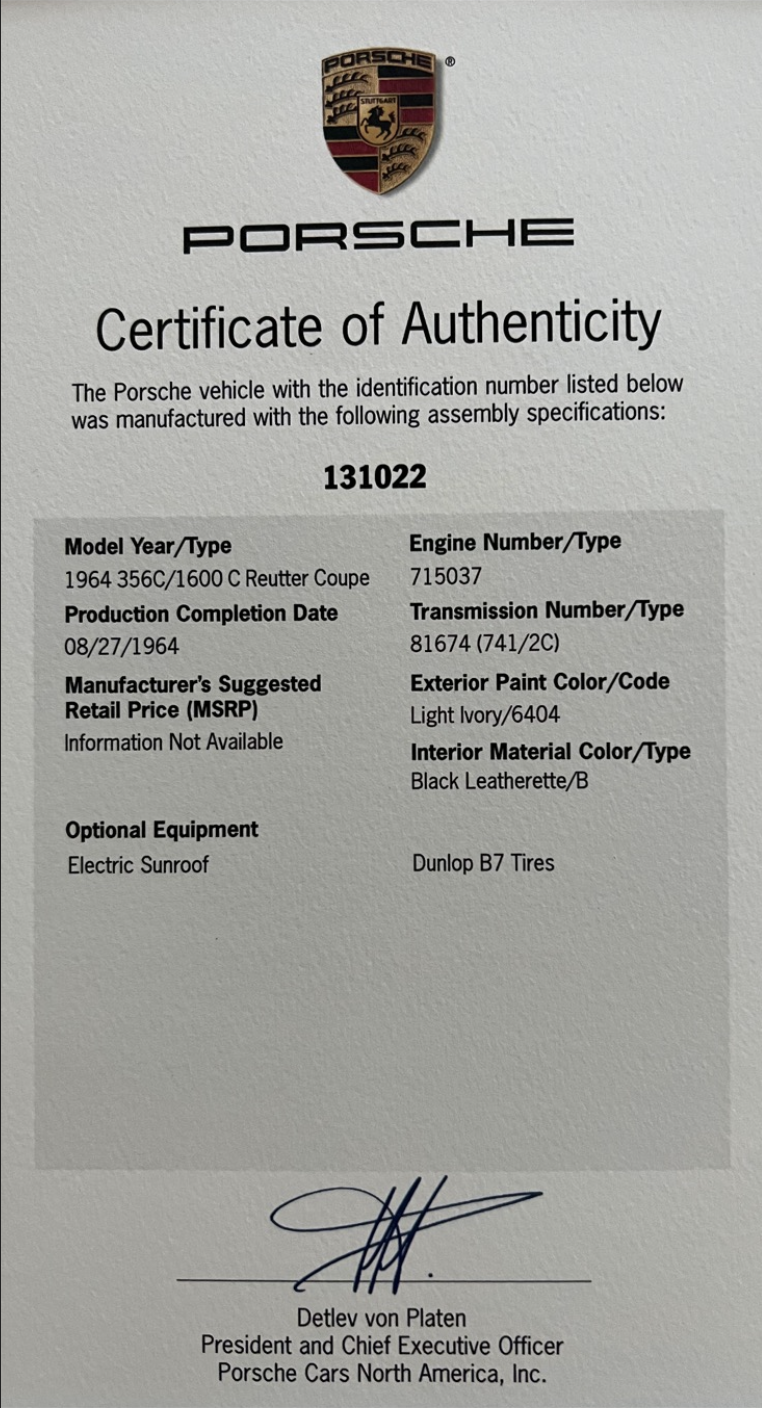 PORSCHE
®
STUTTGART
PORSCHE
Certificate of Authenticity
The Porsche vehicle with the identification number listed below
was manufactured with the following assembly specifications:
131022
Model Year/Type
1964 356C/1600 C Reutter Coupe
Production Completion Date
08/27/1964
Manufacturer's Suggested
Retail Price (MSRP)
Information Not Available
Engine Number/Type
715037
Transmission Number/Type
81674 (741/2C)
Exterior Paint Color/Code
Light Ivory/6404
Interior Material Color/Type
Black Leatherette/B
Optional Equipment
Electric Sunroof
Dunlop B7 Tires
Detlev von Platen
President and Chief Executive Officer
Porsche Cars North America, Inc.